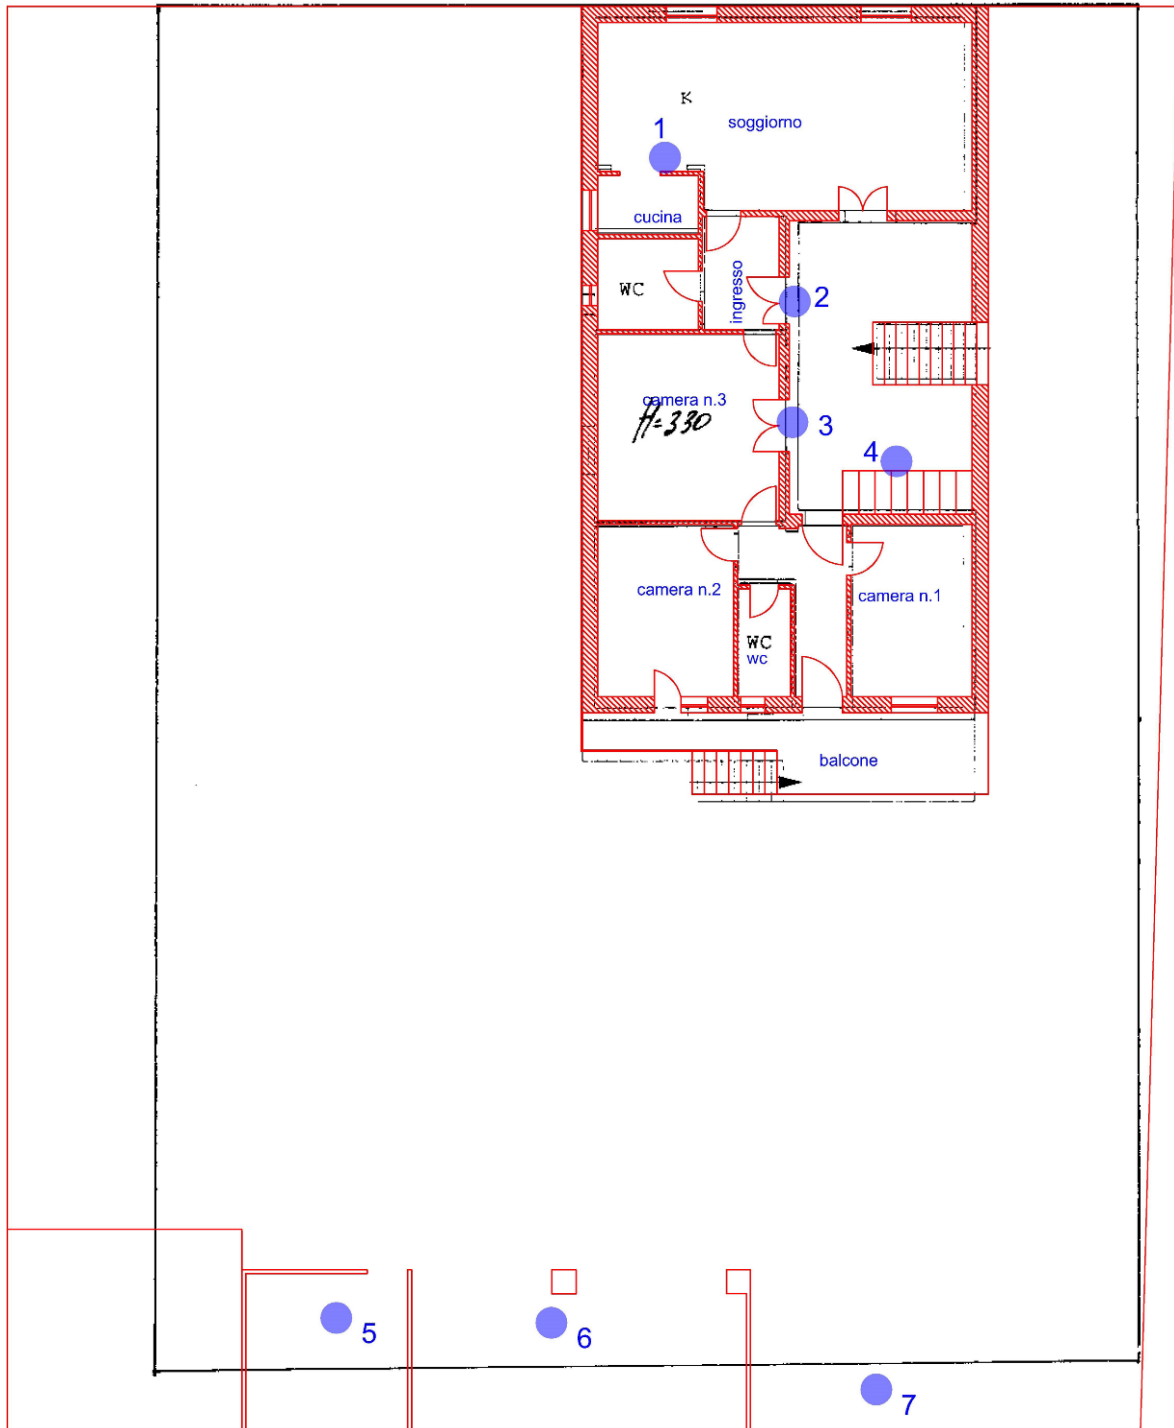 K
soggiorno
1
cucina
ingresso
2
WC
camera n.3
H=330
3
4
camera n.2
camera n.1
WC
wc
balcone
5
6
7